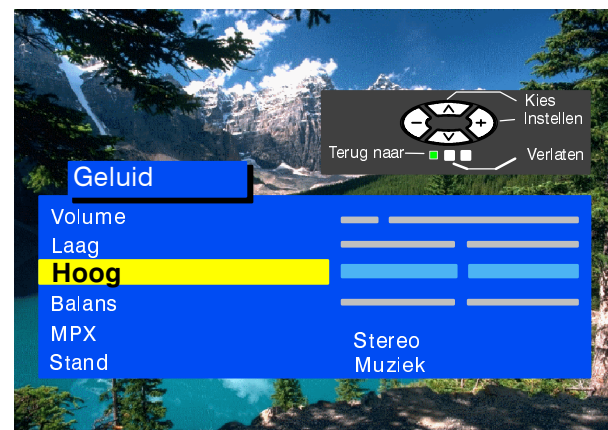 Kies
Instellen
Terug naar
Verlaten
Geluid
Volume
Laag
Hoog
Balans
MPX Stereo
Stand Muziek